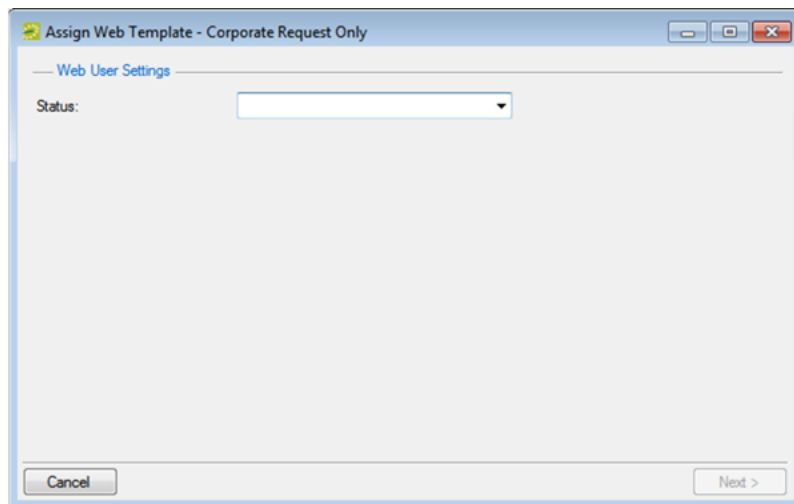 Assign Web Template - Corporate Request Only
Web User Settings
Status:
Cancel
Next >